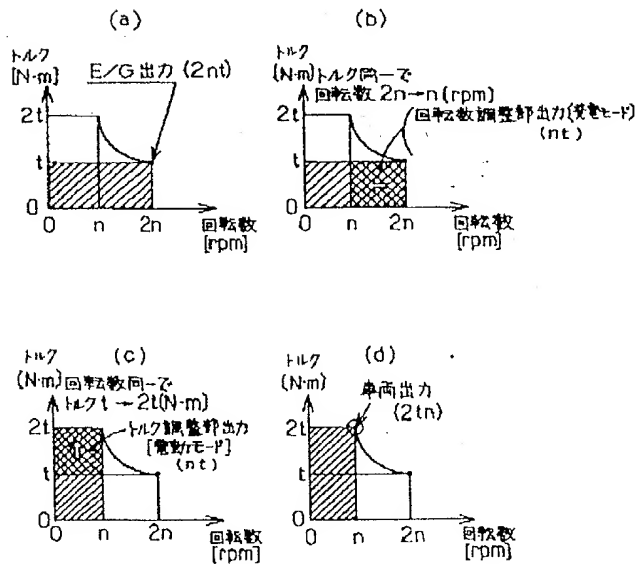 (a)
トルク
[N·m]
E/G 出力 (2nt)
2t
t
0
0 n 2n 回転数
[rpm]
(b)
トルク
(N·m) トルク同一で
回転数 2n→n (rpm)
回転数調整部出力(発電モード)
(nt)
2t
t
0
0 n 2n 回転数
[rpm]
(c)
トルク
(N·m) 回転数同一で
トルク t → 2t(N·m)
トルク調整部出力
[電動モード]
(nt)
2t
t
0
0 n 2n 回転数
[rpm]
(d)
トルク
(N·m)
車両出力
(2tn)
2t
t
0
0 n 2n 回転数
[rpm]